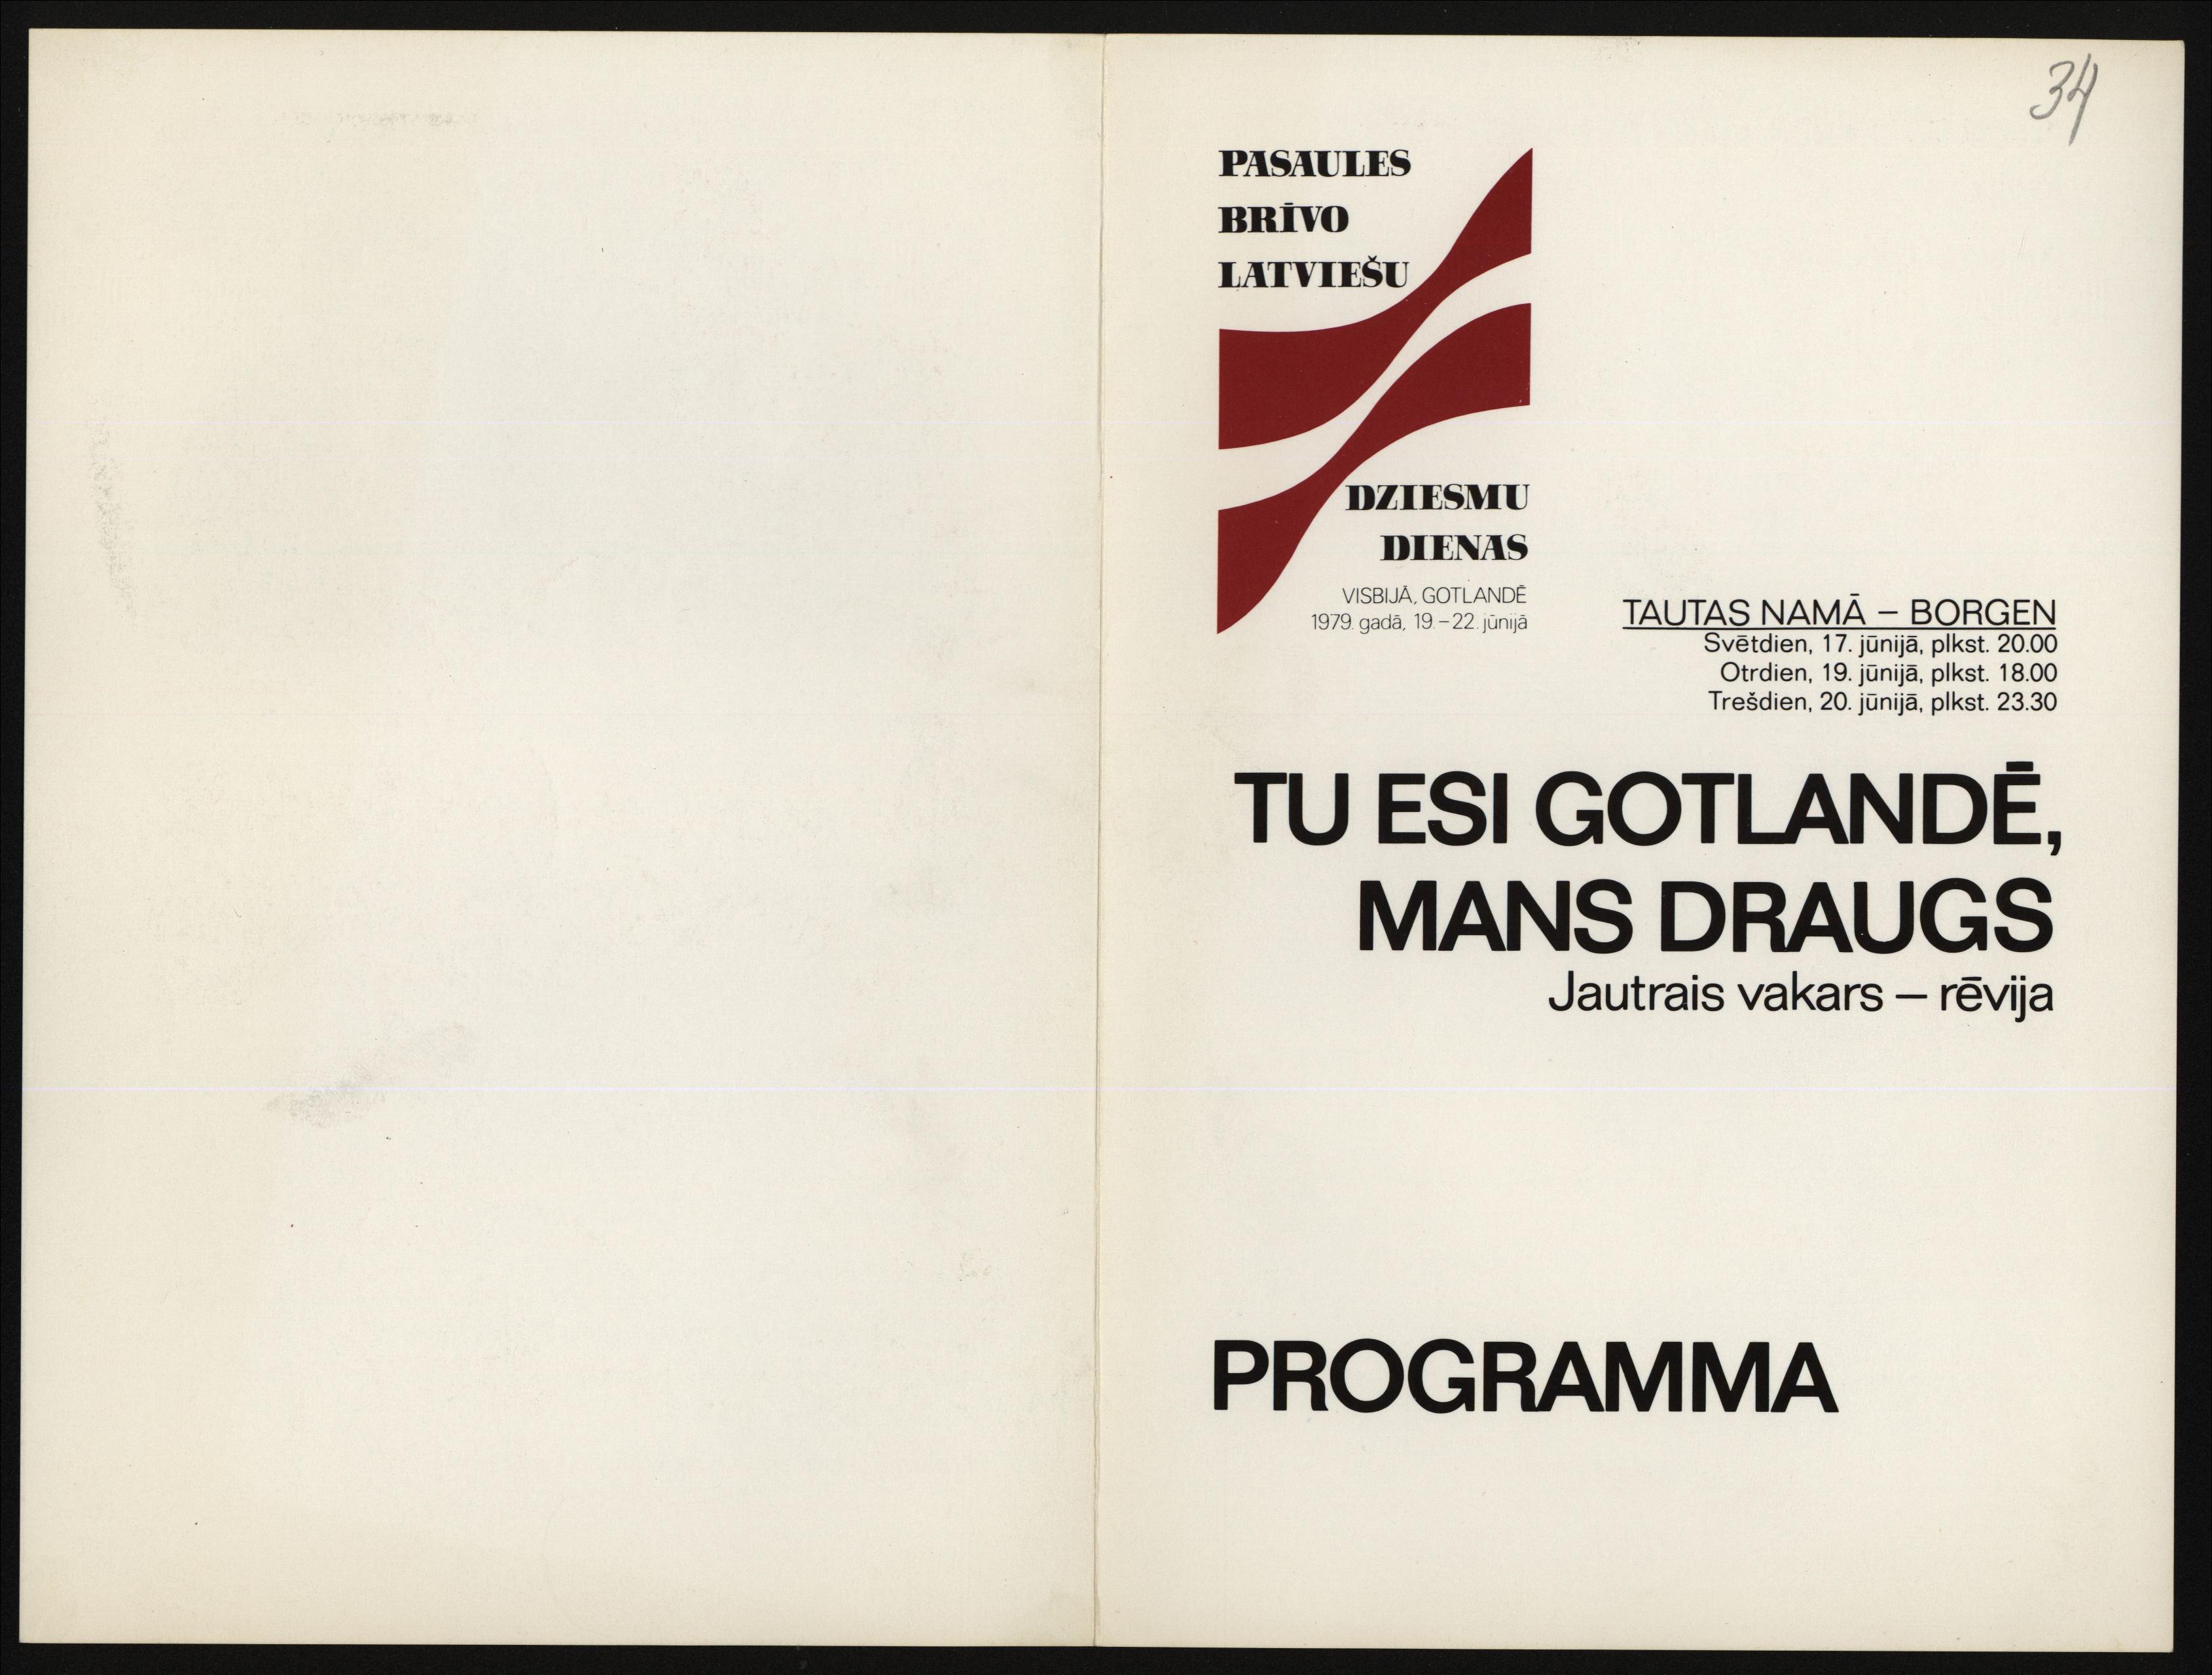 34
PASAULES
BRĪVO
LATVIEŠU
DZIESMU
DIENAS
VISBIJĀ, GOTLANDĒ
1979. gadā, 19.–22. jūnijā
TAUTAS NAMĀ – BORGEN
Svētdien, 17. jūnijā, plkst. 20.00
Otrdien, 19. jūnijā, plkst. 18.00
Trešdien, 20. jūnijā, plkst. 23.30
TU ESI GOTLANDĒ,
MANS DRAUGS
Jautrais vakars – rēvija
PROGRAMMA